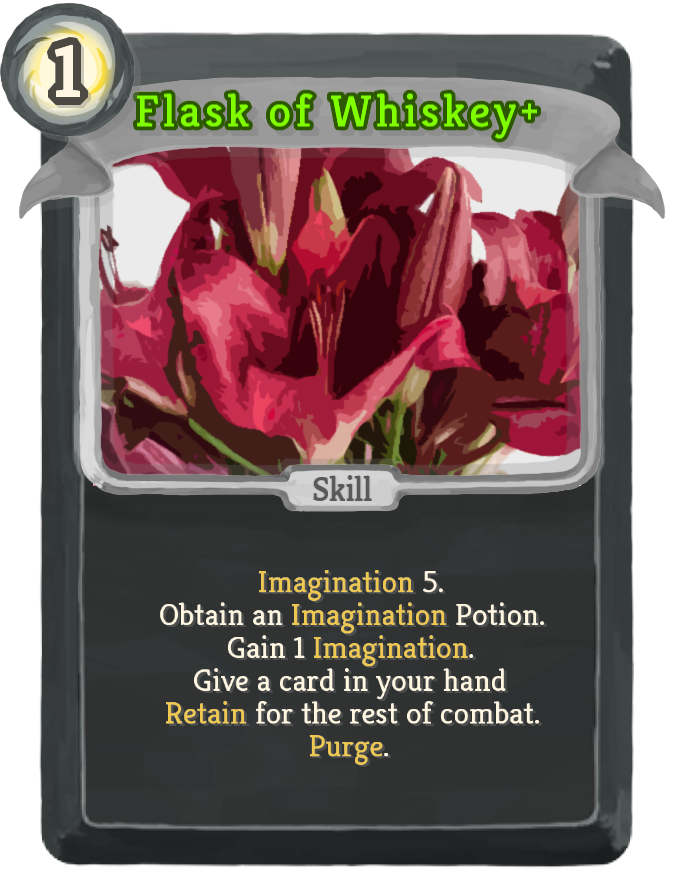 1
Flask of Whiskey+
Skill
Imagination 5.
Obtain an Imagination Potion.
Gain 1 Imagination.
Give a card in your hand
Retain for the rest of combat.
Purge.